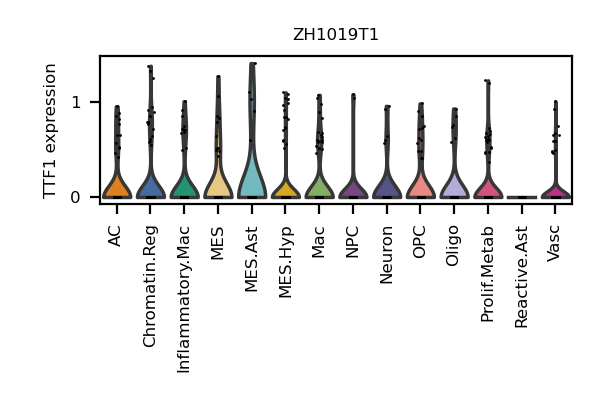 ZH1019T1
TTF1 expression
1
0
AC
Chromatin.Reg
Inflammatory.Mac
MES
MES.Ast
MES.Hyp
Mac
NPC
Neuron
OPC
Oligo
Prolif.Metab
Reactive.Ast
Vasc